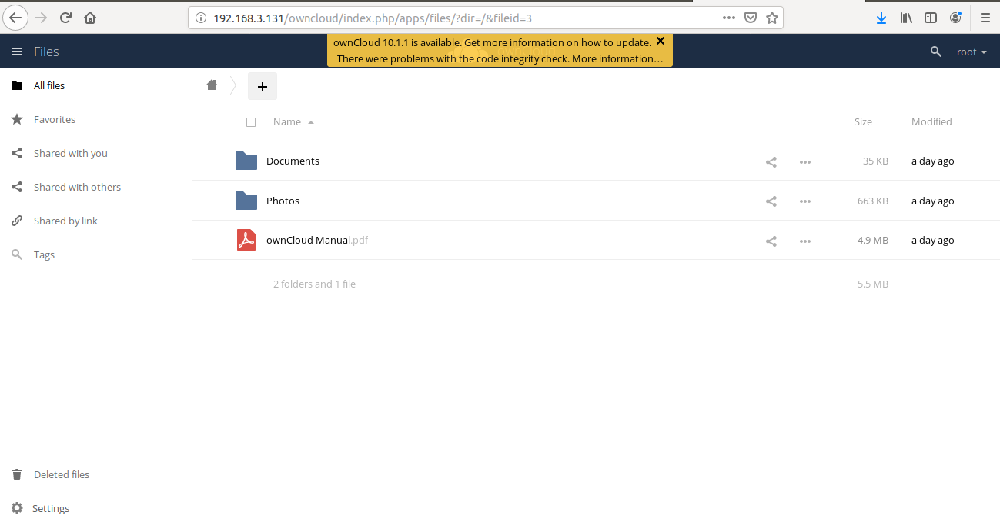 192.168.3.131/owncloud/index.php/apps/files/?dir=/&fileid=3
Files
ownCloud 10.1.1 is available. Get more information on how to update.
There were problems with the code integrity check. More information…
root
All files
Favorites
Shared with you
Shared with others
Shared by link
Tags
Deleted files
Settings
Name Size Modified
Documents 35 KB a day ago
Photos 663 KB a day ago
ownCloud Manual.pdf 4.9 MB a day ago
2 folders and 1 file 5.5 MB